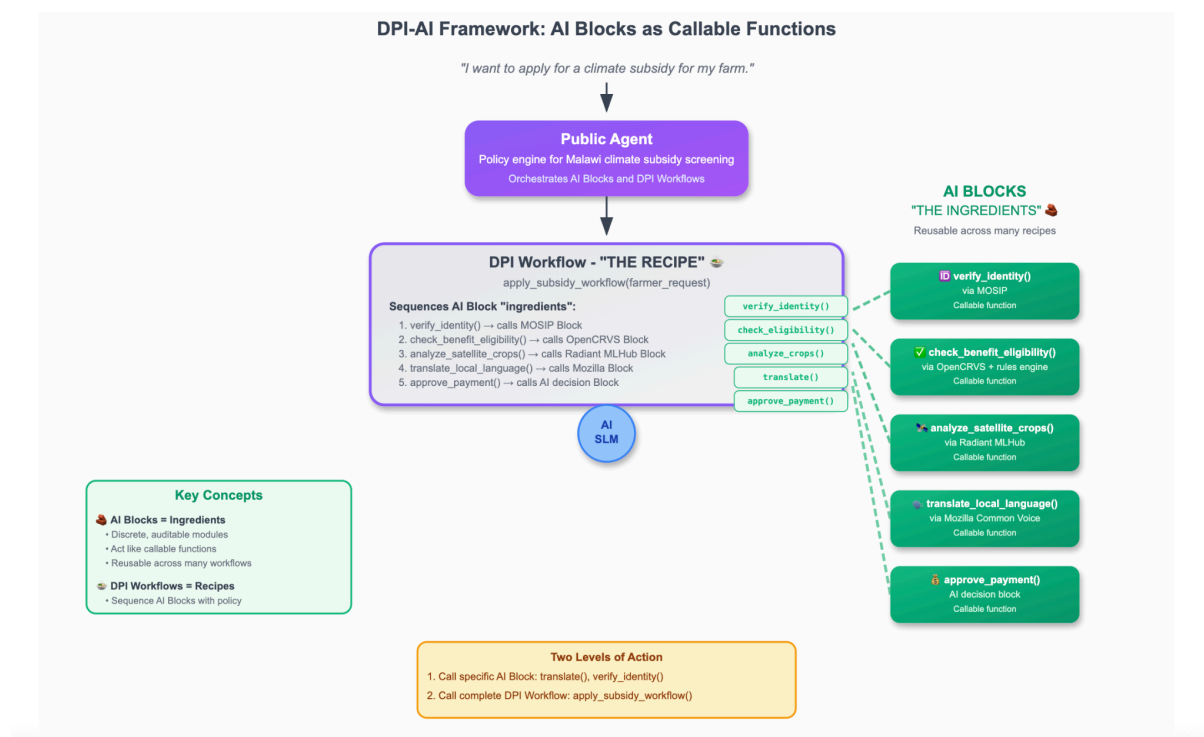 DPI-AI Framework: AI Blocks as Callable Functions
"I want to apply for a climate subsidy for my farm."
Public Agent
Policy engine for Malawi climate subsidy screening
Orchestrates AI Blocks and DPI Workflows
AI BLOCKS
"THE INGREDIENTS"
Reusable across many recipes
DPI Workflow - "THE RECIPE"
apply_subsidy_workflow(farmer_request)
Sequences AI Block "ingredients":
1. verify_identity() → calls MOSIP Block
2. check_benefit_eligibility() → calls OpenCRVS Block
3. analyze_satellite_crops() → calls Radiant MLHub Block
4. translate_local_language() → calls Mozilla Block
5. approve_payment() → calls AI decision Block
verify_identity()
check_eligibility()
analyze_crops()
translate()
approve_payment()
AI
SLM
🆔 verify_identity()
via MOSIP
Callable function
✅ check_benefit_eligibility()
via OpenCRVS + rules engine
Callable function
analyze_satellite_crops()
via Radiant MLHub
Callable function
translate_local_language()
via Mozilla Common Voice
Callable function
approve_payment()
AI decision block
Callable function
Key Concepts
AI Blocks = Ingredients
• Discrete, auditable modules
• Act like callable functions
• Reusable across many workflows
DPI Workflows = Recipes
• Sequence AI Blocks with policy
Two Levels of Action
1. Call specific AI Block: translate(), verify_identity()
2. Call complete DPI Workflow: apply_subsidy_workflow()